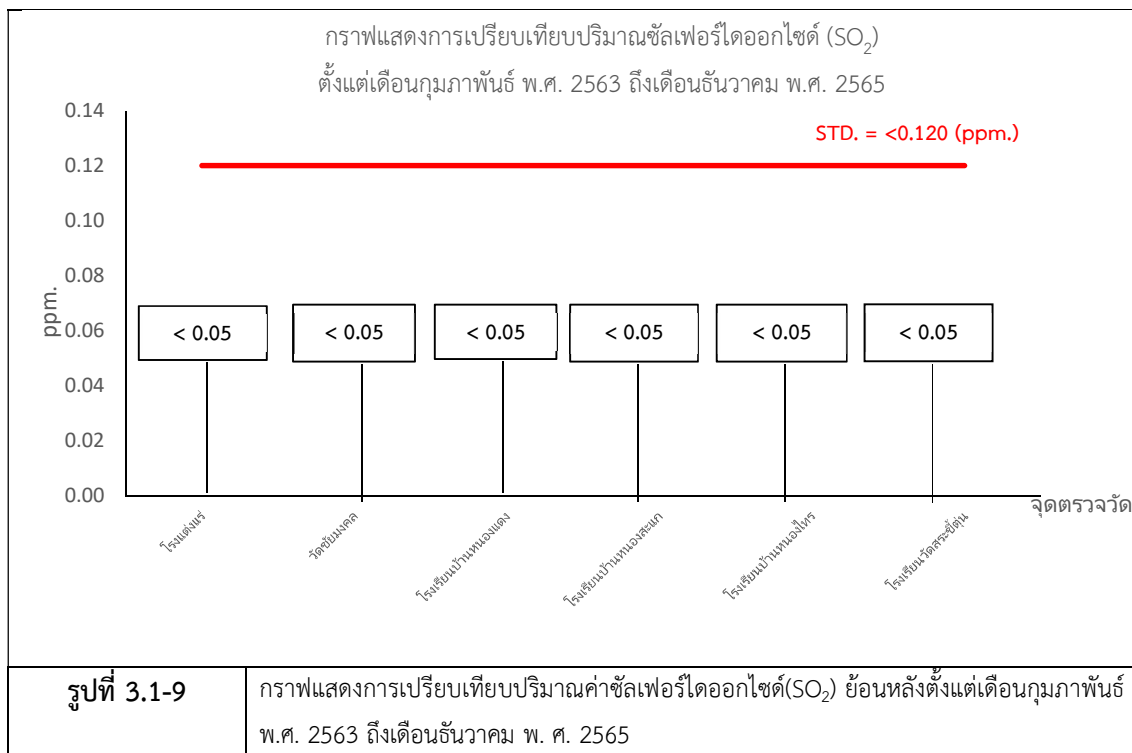 กราฟแสดงการเปรียบเทียบปริมาณซัลเฟอร์ไดออกไซด์ (SO₂)
ตั้งแต่เดือนกุมภาพันธ์ พ.ศ. 2563 ถึงเดือนธันวาคม พ.ศ. 2565
STD. = <0.120 (ppm.)
ppm.
0.14
0.12
0.10
0.08
0.06
0.04
0.02
0.00
< 0.05
< 0.05
< 0.05
< 0.05
< 0.05
< 0.05
จุดตรวจวัด
โรงแต่งแร่
วัดชัยมงคล
โรงเรียนบ้านหนองแดง
โรงเรียนบ้านหนองสะแก
โรงเรียนบ้านหนองไทร
โรงเรียนวัดสระขี้ตุ่น
รูปที่ 3.1-9
กราฟแสดงการเปรียบเทียบปริมาณค่าซัลเฟอร์ไดออกไซด์(SO₂) ย้อนหลังตั้งแต่เดือนกุมภาพันธ์
พ.ศ. 2563 ถึงเดือนธันวาคม พ. ศ. 2565